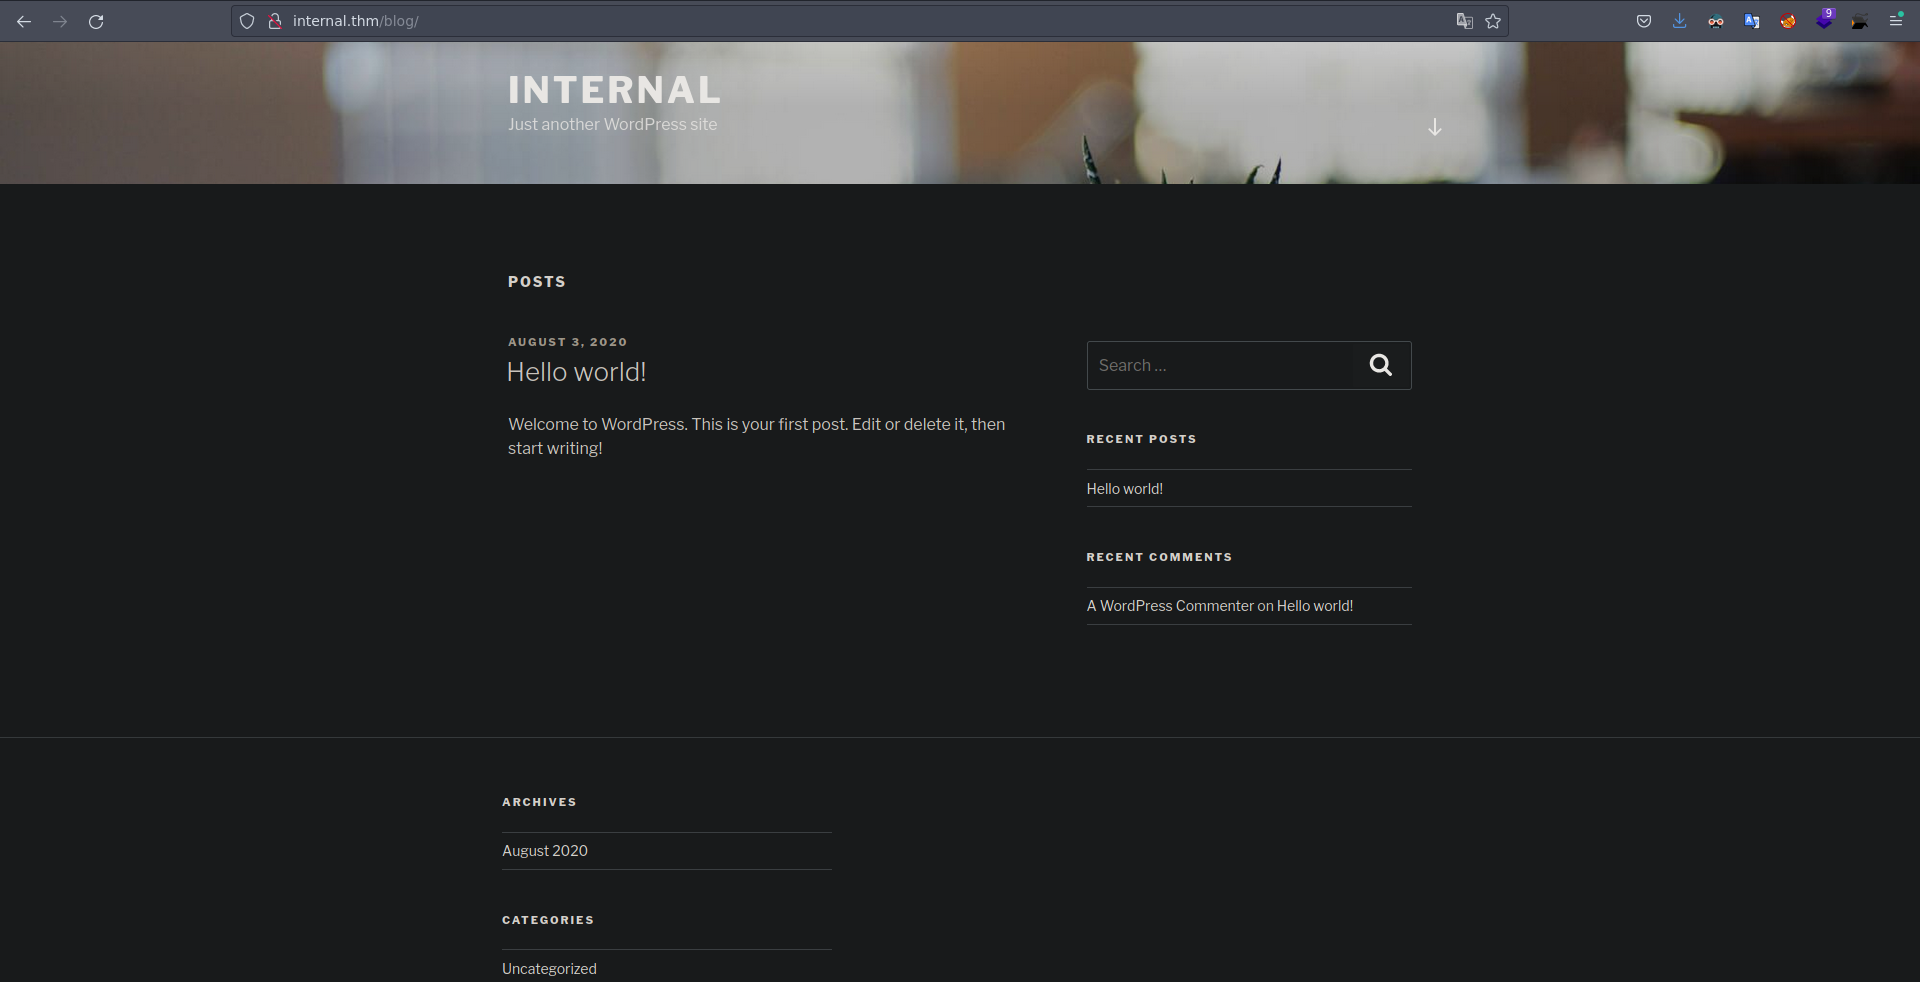 internal.thm/blog/
9
INTERNAL
Just another WordPress site
POSTS
AUGUST 3, 2020
Hello world!
Welcome to WordPress. This is your first post. Edit or delete it, then
start writing!
Search …
RECENT POSTS
Hello world!
RECENT COMMENTS
A WordPress Commenter on Hello world!
ARCHIVES
August 2020
CATEGORIES
Uncategorized